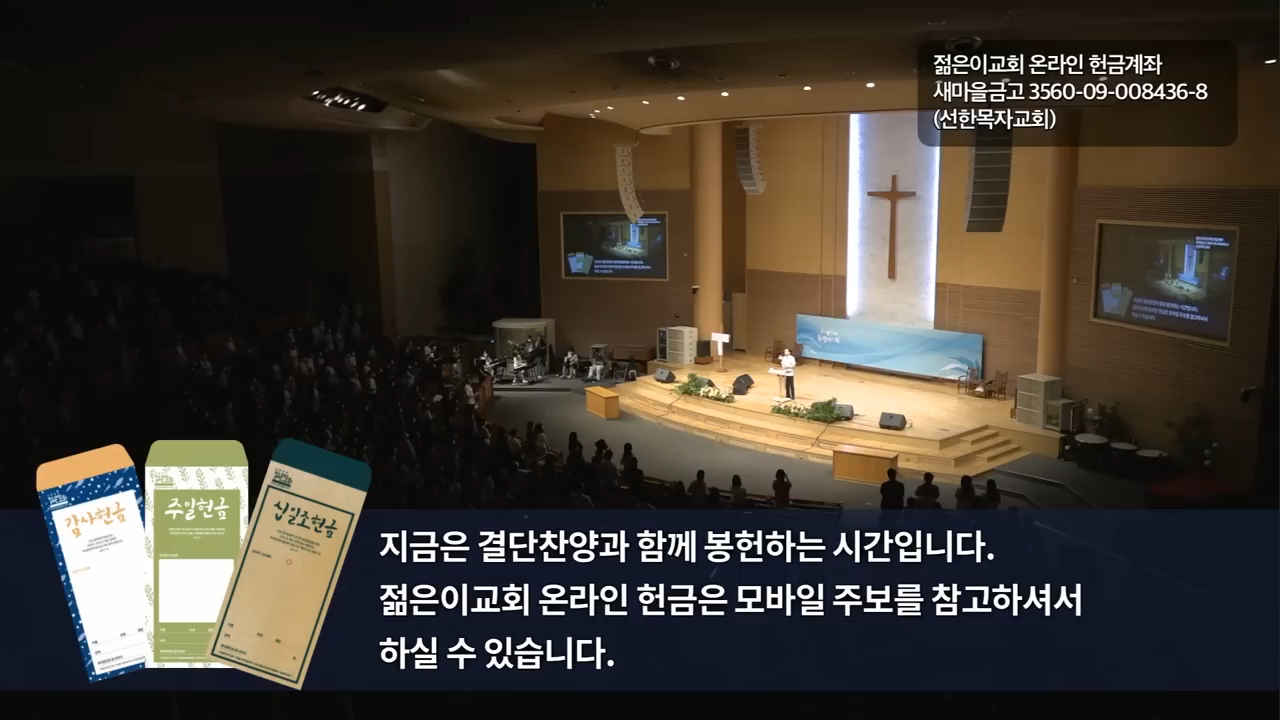 젊은이교회 온라인 헌금계좌
새마을금고 3560-09-008436-8
(선한목자교회)
감사헌금
주일헌금
십일조헌금
지금은 결단찬양과 함께 봉헌하는 시간입니다.
젊은이교회 온라인 헌금은 모바일 주보를 참고하셔서
하실 수 있습니다.